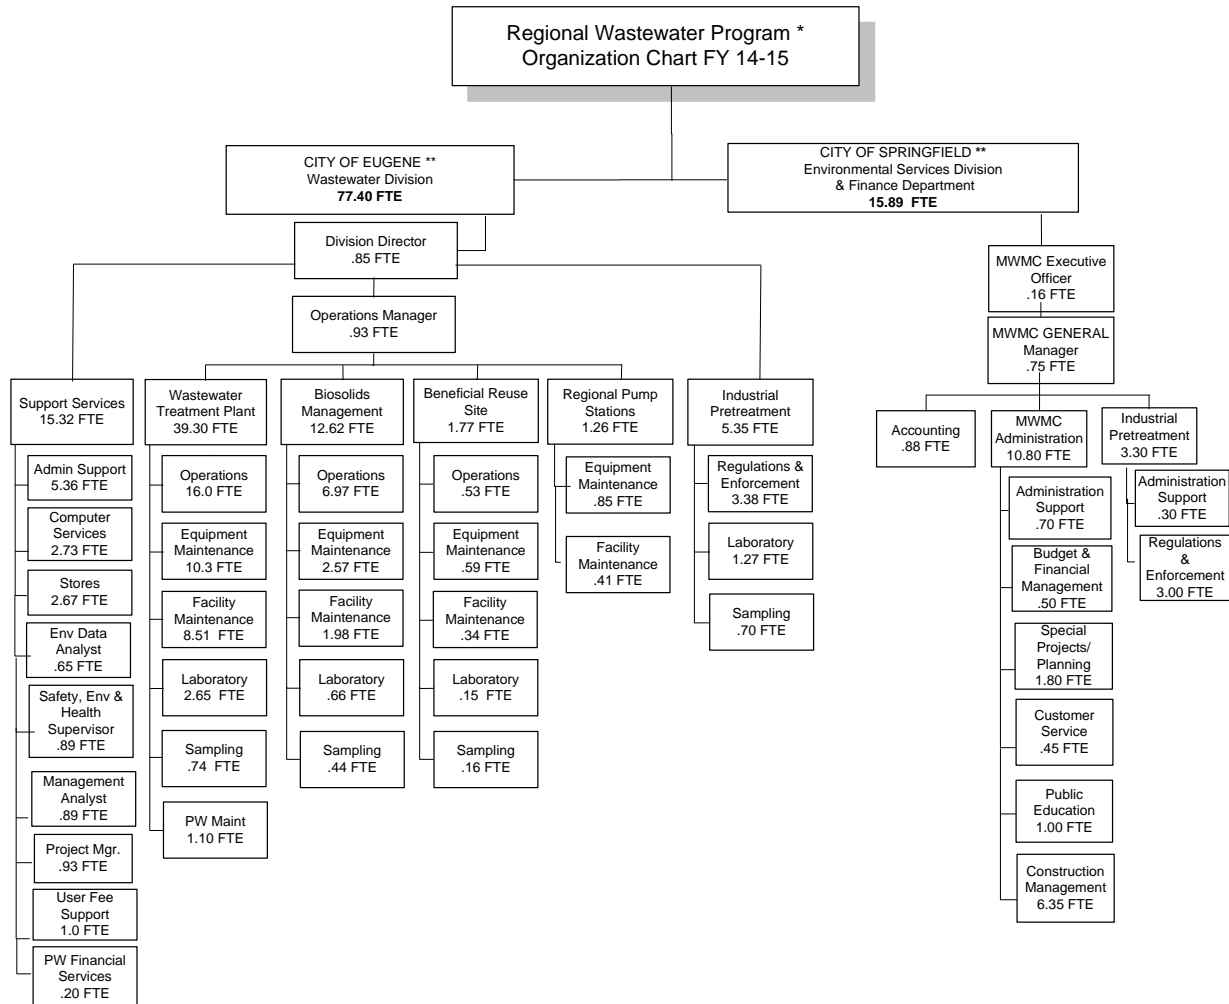 Regional Wastewater Program *
Organization Chart FY 14-15
CITY OF EUGENE **
Wastewater Division
77.40 FTE
CITY OF SPRINGFIELD **
Environmental Services Division
& Finance Department
15.89 FTE
Division Director
.85 FTE
Operations Manager
.93 FTE
MWMC Executive
Officer
.16 FTE
MWMC GENERAL
Manager
.75 FTE
Support Services
15.32 FTE
Admin Support
5.36 FTE
Computer
Services
2.73 FTE
Stores
2.67 FTE
Env Data
Analyst
.65 FTE
Safety, Env &
Health
Supervisor
.89 FTE
Management
Analyst
.89 FTE
Project Mgr.
.93 FTE
User Fee
Support
1.0 FTE
PW Financial
Services
.20 FTE
Wastewater
Treatment Plant
39.30 FTE
Operations
16.0 FTE
Equipment
Maintenance
10.3 FTE
Facility
Maintenance
8.51 FTE
Laboratory
2.65 FTE
Sampling
.74 FTE
PW Maint
1.10 FTE
Biosolids
Management
12.62 FTE
Operations
6.97 FTE
Equipment
Maintenance
2.57 FTE
Facility
Maintenance
1.98 FTE
Laboratory
.66 FTE
Sampling
.44 FTE
Beneficial Reuse
Site
1.77 FTE
Operations
.53 FTE
Equipment
Maintenance
.59 FTE
Facility
Maintenance
.34 FTE
Laboratory
.15 FTE
Sampling
.16 FTE
Regional Pump
Stations
1.26 FTE
Equipment
Maintenance
.85 FTE
Facility
Maintenance
.41 FTE
Industrial
Pretreatment
5.35 FTE
Regulations &
Enforcement
3.38 FTE
Laboratory
1.27 FTE
Sampling
.70 FTE
Accounting
.88 FTE
MWMC
Administration
10.80 FTE
Administration
Support
.70 FTE
Budget &
Financial
Management
.50 FTE
Special
Projects/
Planning
1.80 FTE
Customer
Service
.45 FTE
Public
Education
1.00 FTE
Construction
Management
6.35 FTE
Industrial
Pretreatment
3.30 FTE
Administration
Support
.30 FTE
Regulations
&
Enforcement
3.00 FTE